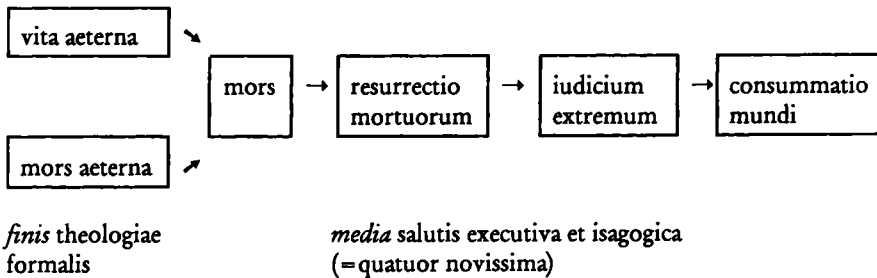 vita aeterna ↘
mors → resurrectio mortuorum → iudicium extremum → consummatio mundi
mors aeterna ↗
finis theologiae formalis
media salutis executiva et isagogica
(=quatuor novissima)